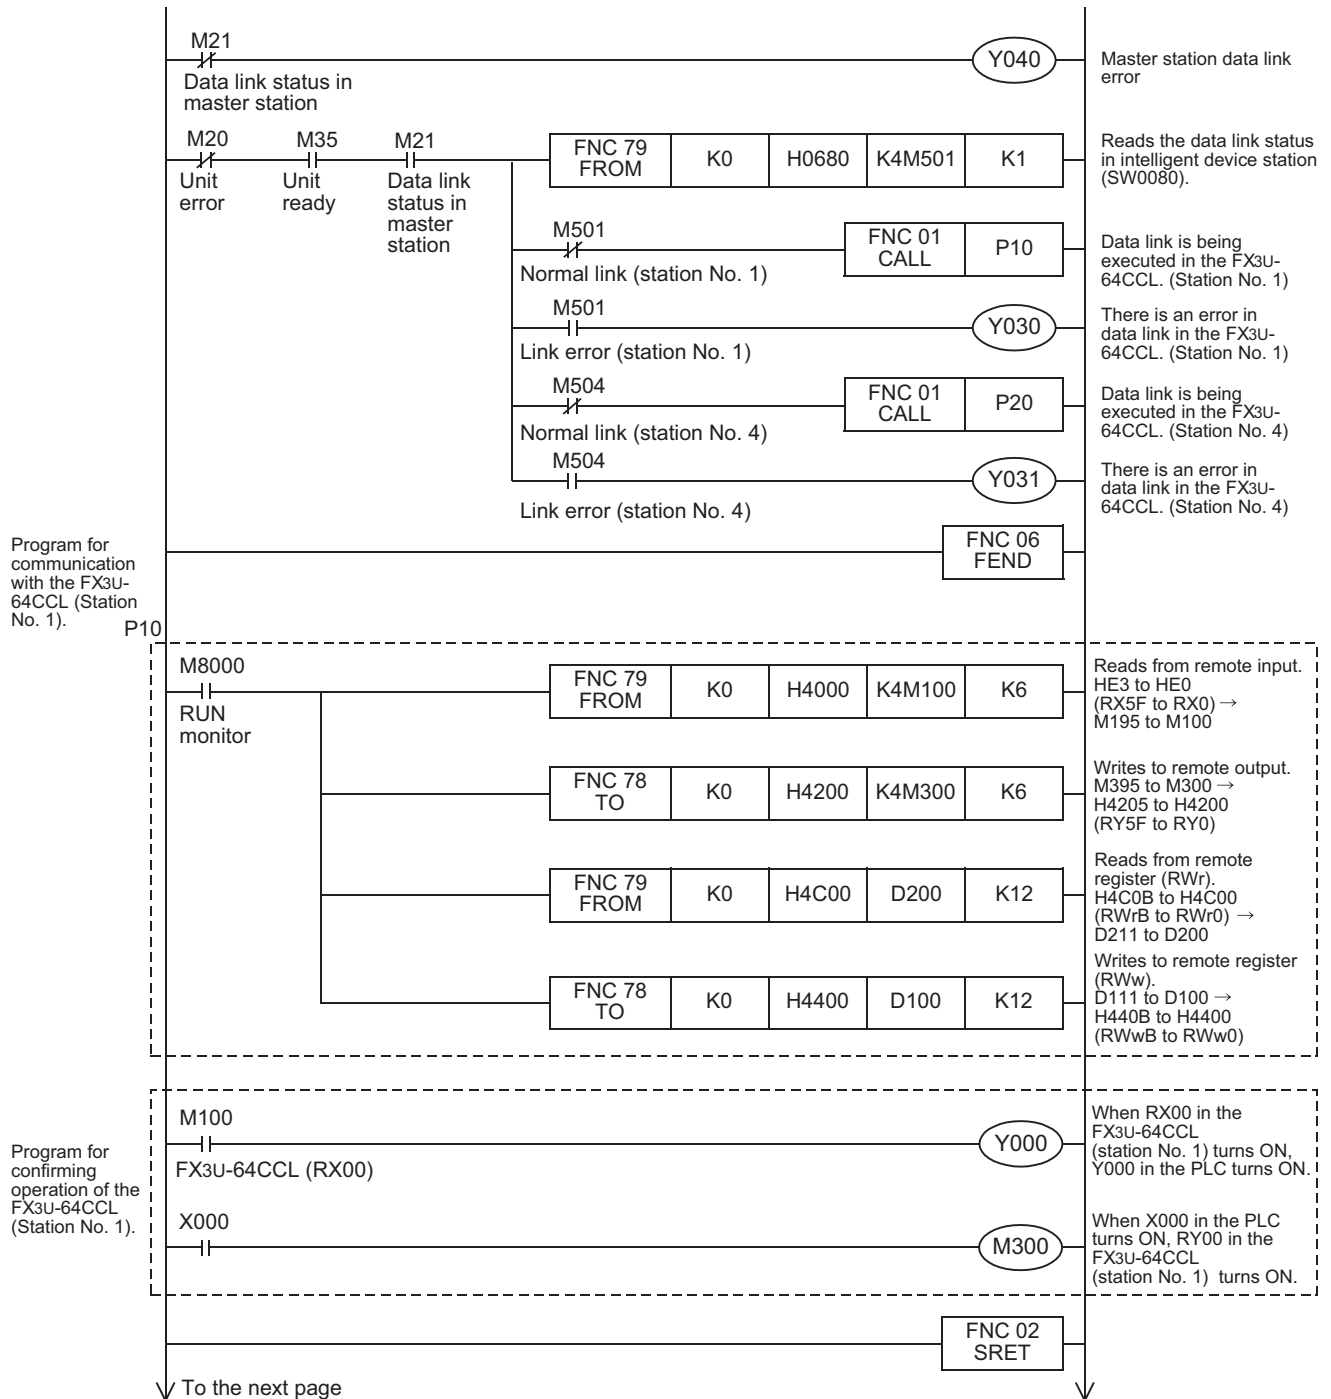 M21
Data link status in
master station
Y040
Master station data link
error
M20
Unit
error
M35
Unit
ready
M21
Data link
status in
master
station
FNC 79
FROM
K0
H0680
K4M501
K1
Reads the data link status
in intelligent device station
(SW0080).
M501
Normal link (station No. 1)
FNC 01
CALL
P10
Data link is being
executed in the FX3U-
64CCL. (Station No. 1)
M501
Link error (station No. 1)
Y030
There is an error in
data link in the FX3U-
64CCL. (Station No. 1)
M504
Normal link (station No. 4)
FNC 01
CALL
P20
Data link is being
executed in the FX3U-
64CCL. (Station No. 4)
M504
Link error (station No. 4)
Y031
There is an error in
data link in the FX3U-
64CCL. (Station No. 4)
FNC 06
FEND
Program for
communication
with the FX3U-
64CCL (Station
No. 1).
P10
M8000
RUN
monitor
FNC 79
FROM
K0
H4000
K4M100
K6
Reads from remote input.
HE3 to HE0
(RX5F to RX0) →
M195 to M100
FNC 78
TO
K0
H4200
K4M300
K6
Writes to remote output.
M395 to M300 →
H4205 to H4200
(RY5F to RY0)
FNC 79
FROM
K0
H4C00
D200
K12
Reads from remote
register (RWr).
H4C0B to H4C00
(RWrB to RWr0) →
D211 to D200
FNC 78
TO
K0
H4400
D100
K12
Writes to remote register
(RWw).
D111 to D100 →
H440B to H4400
(RWwB to RWw0)
Program for
confirming
operation of the
FX3U-64CCL
(Station No. 1).
M100
FX3U-64CCL (RX00)
Y000
When RX00 in the
FX3U-64CCL
(station No. 1) turns ON,
Y000 in the PLC turns ON.
X000
M300
When X000 in the PLC
turns ON, RY00 in the
FX3U-64CCL
(station No. 1) turns ON.
FNC 02
SRET
To the next page